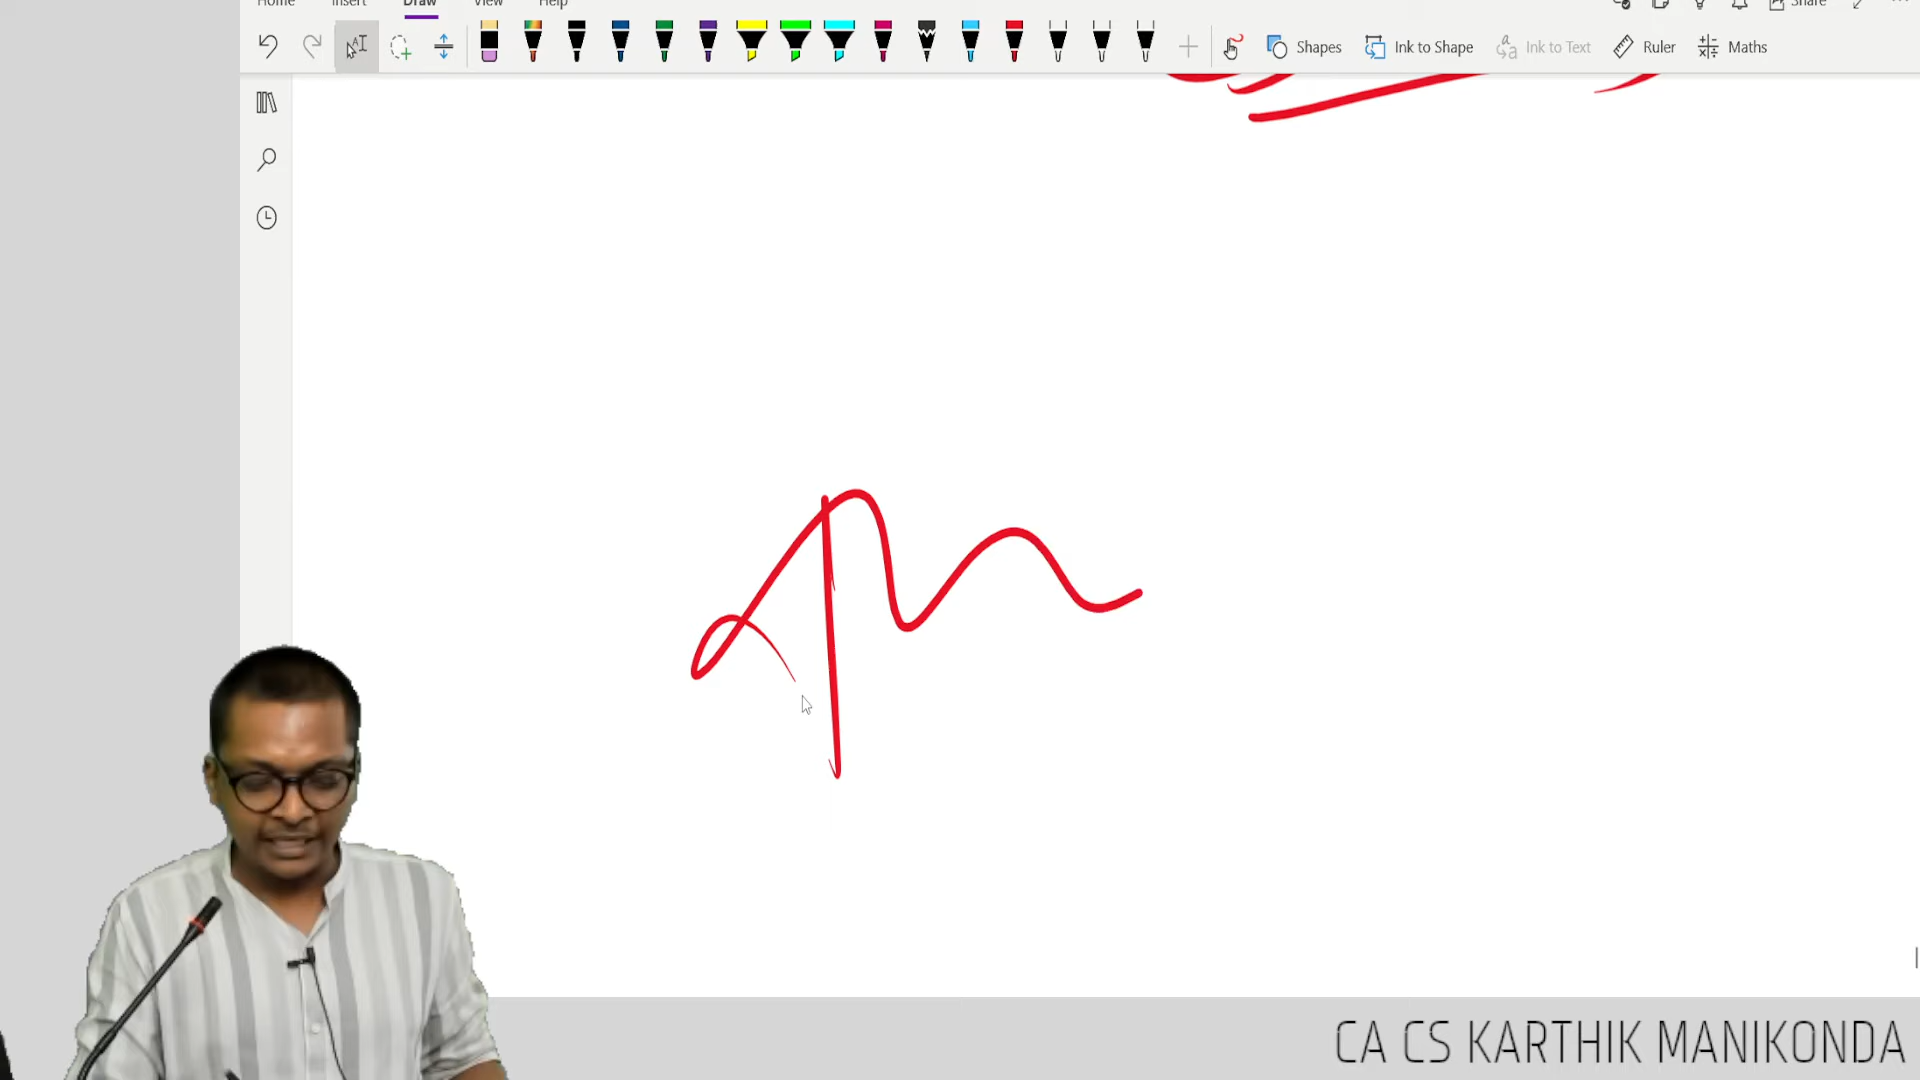 Home Insert Draw View Help Share
Shapes Ink to Shape Ink to Text Ruler Maths
CA CS KARTHIK MANIKONDA